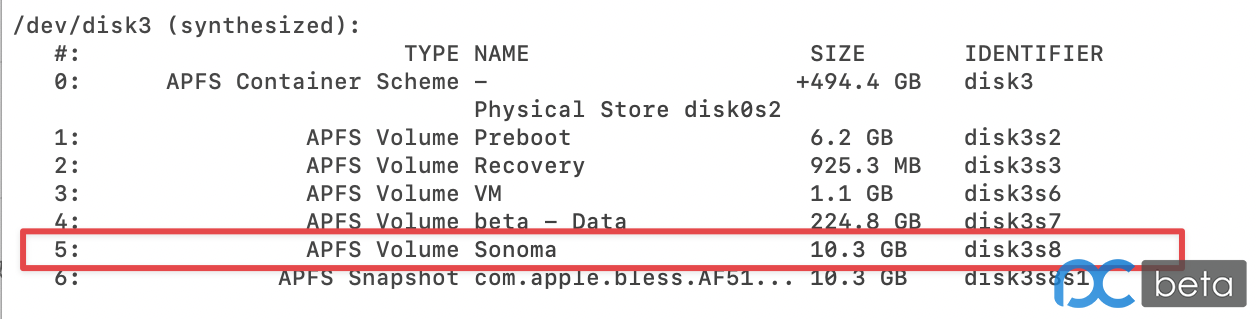 /dev/disk3 (synthesized):
#: TYPE NAME SIZE IDENTIFIER
0: APFS Container Scheme - +494.4 GB disk3
Physical Store disk0s2
1: APFS Volume Preboot 6.2 GB disk3s2
2: APFS Volume Recovery 925.3 MB disk3s3
3: APFS Volume VM 1.1 GB disk3s6
4: APFS Volume beta - Data 224.8 GB disk3s7
5: APFS Volume Sonoma 10.3 GB disk3s8
6: APFS Snapshot com.apple.bless.AF51... 10.3 GB disk3s8s1
pc beta